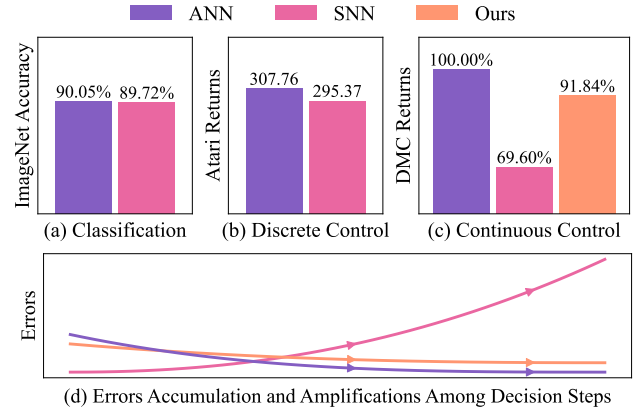 ANN SNN Ours
ImageNet Accuracy
90.05% 89.72%
(a) Classification
Atari Returns
307.76 295.37
(b) Discrete Control
DMC Returns
100.00% 69.60% 91.84%
(c) Continuous Control
Errors
(d) Errors Accumulation and Amplifications Among Decision Steps